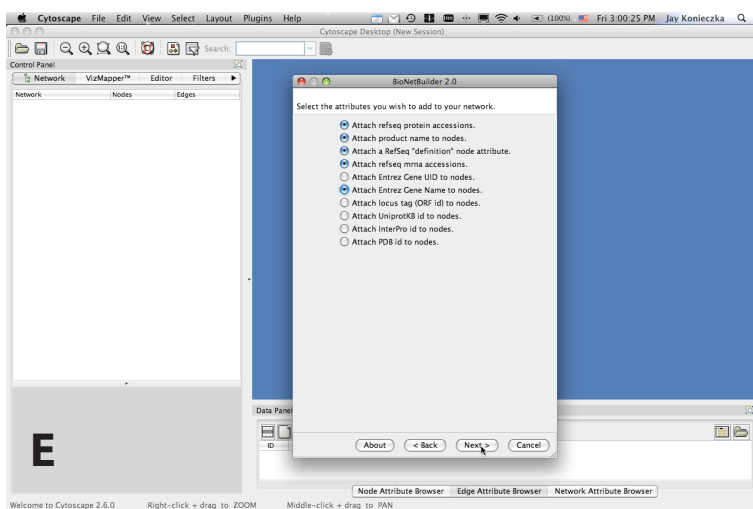 Cytoscape File Edit View Select Layout Plugins Help (100%) Fri 3:00:25 PM Jay Konieczka
Cytoscape Desktop (New Session)
Search:
Control Panel
Network VizMapper™ Editor Filters
Network Nodes Edges
BioNetBuilder 2.0
Select the attributes you wish to add to your network.
Attach refseq protein accessions.
Attach product name to nodes.
Attach a RefSeq "definition" node attribute.
Attach refseq mrna accessions.
Attach Entrez Gene UID to nodes.
Attach Entrez Gene Name to nodes.
Attach locus tag (ORF id) to nodes.
Attach UniprotKB id to nodes.
Attach InterPro id to nodes.
Attach PDB id to nodes.
Data Panel
ID
About < Back Next > Cancel
E
Node Attribute Browser Edge Attribute Browser Network Attribute Browser
Welcome to Cytoscape 2.6.0 Right-click + drag to ZOOM Middle-click + drag to PAN